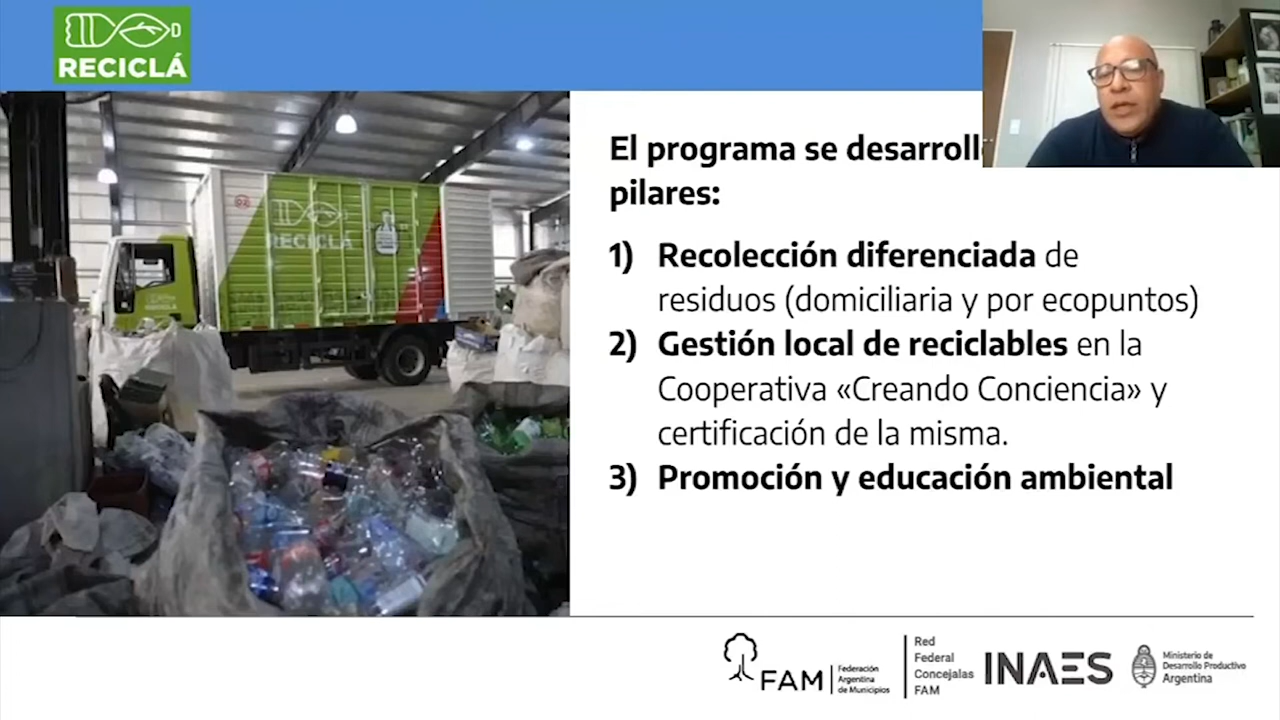 RECICLÁ
RECICLÁ
El programa se desarroll
pilares:
1) Recolección diferenciada de
residuos (domiciliaria y por ecopuntos)
2) Gestión local de reciclables en la
Cooperativa «Creando Conciencia» y
certificación de la misma.
3) Promoción y educación ambiental
FAM
Federación
Argentina
de Municipios
Red
Federal
Concejalas
FAM
INAES
Ministerio de
Desarrollo Productivo
Argentina